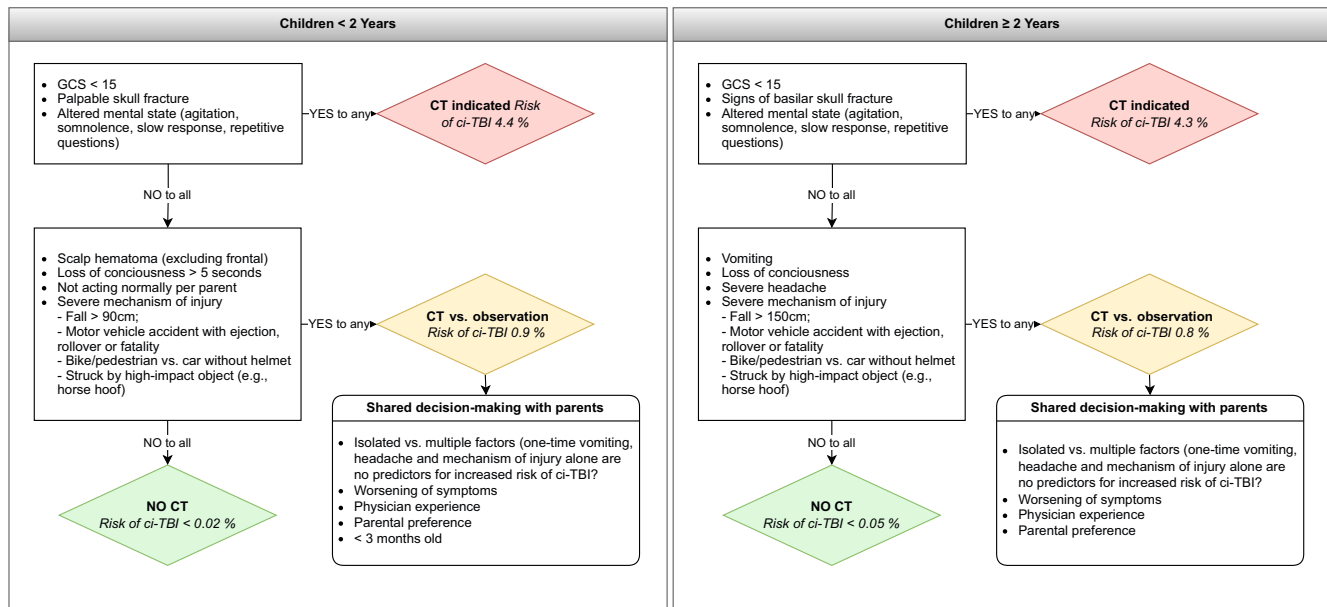 Children < 2 Years
• GCS < 15
• Palpable skull fracture
• Altered mental state (agitation,
somnolence, slow response, repetitive
questions)
YES to any
CT indicated Risk
of ci-TBI 4.4 %
NO to all
• Scalp hematoma (excluding frontal)
• Loss of conciousness > 5 seconds
• Not acting normally per parent
• Severe mechanism of injury
- Fall > 90cm;
- Motor vehicle accident with ejection,
rollover or fatality
- Bike/pedestrian vs. car without helmet
- Struck by high-impact object (e.g.,
horse hoof)
YES to any
CT vs. observation
Risk of ci-TBI 0.9 %
Shared decision-making with parents
• Isolated vs. multiple factors (one-time vomiting,
headache and mechanism of injury alone are
no predictors for increased risk of ci-TBI?
• Worsening of symptoms
• Physician experience
• Parental preference
• < 3 months old
NO to all
NO CT
Risk of ci-TBI < 0.02 %
Children ≥ 2 Years
• GCS < 15
• Signs of basilar skull fracture
• Altered mental state (agitation,
somnolence, slow response, repetitive
questions)
YES to any
CT indicated
Risk of ci-TBI 4.3 %
NO to all
• Vomiting
• Loss of conciousness
• Severe headache
• Severe mechanism of injury
- Fall > 150cm;
- Motor vehicle accident with ejection,
rollover or fatality
- Bike/pedestrian vs. car without helmet
- Struck by high-impact object (e.g.,
horse hoof)
YES to any
CT vs. observation
Risk of ci-TBI 0.8 %
Shared decision-making with parents
• Isolated vs. multiple factors (one-time vomiting,
headache and mechanism of injury alone are
no predictors for increased risk of ci-TBI?
• Worsening of symptoms
• Physician experience
• Parental preference
NO to all
NO CT
Risk of ci-TBI < 0.05 %